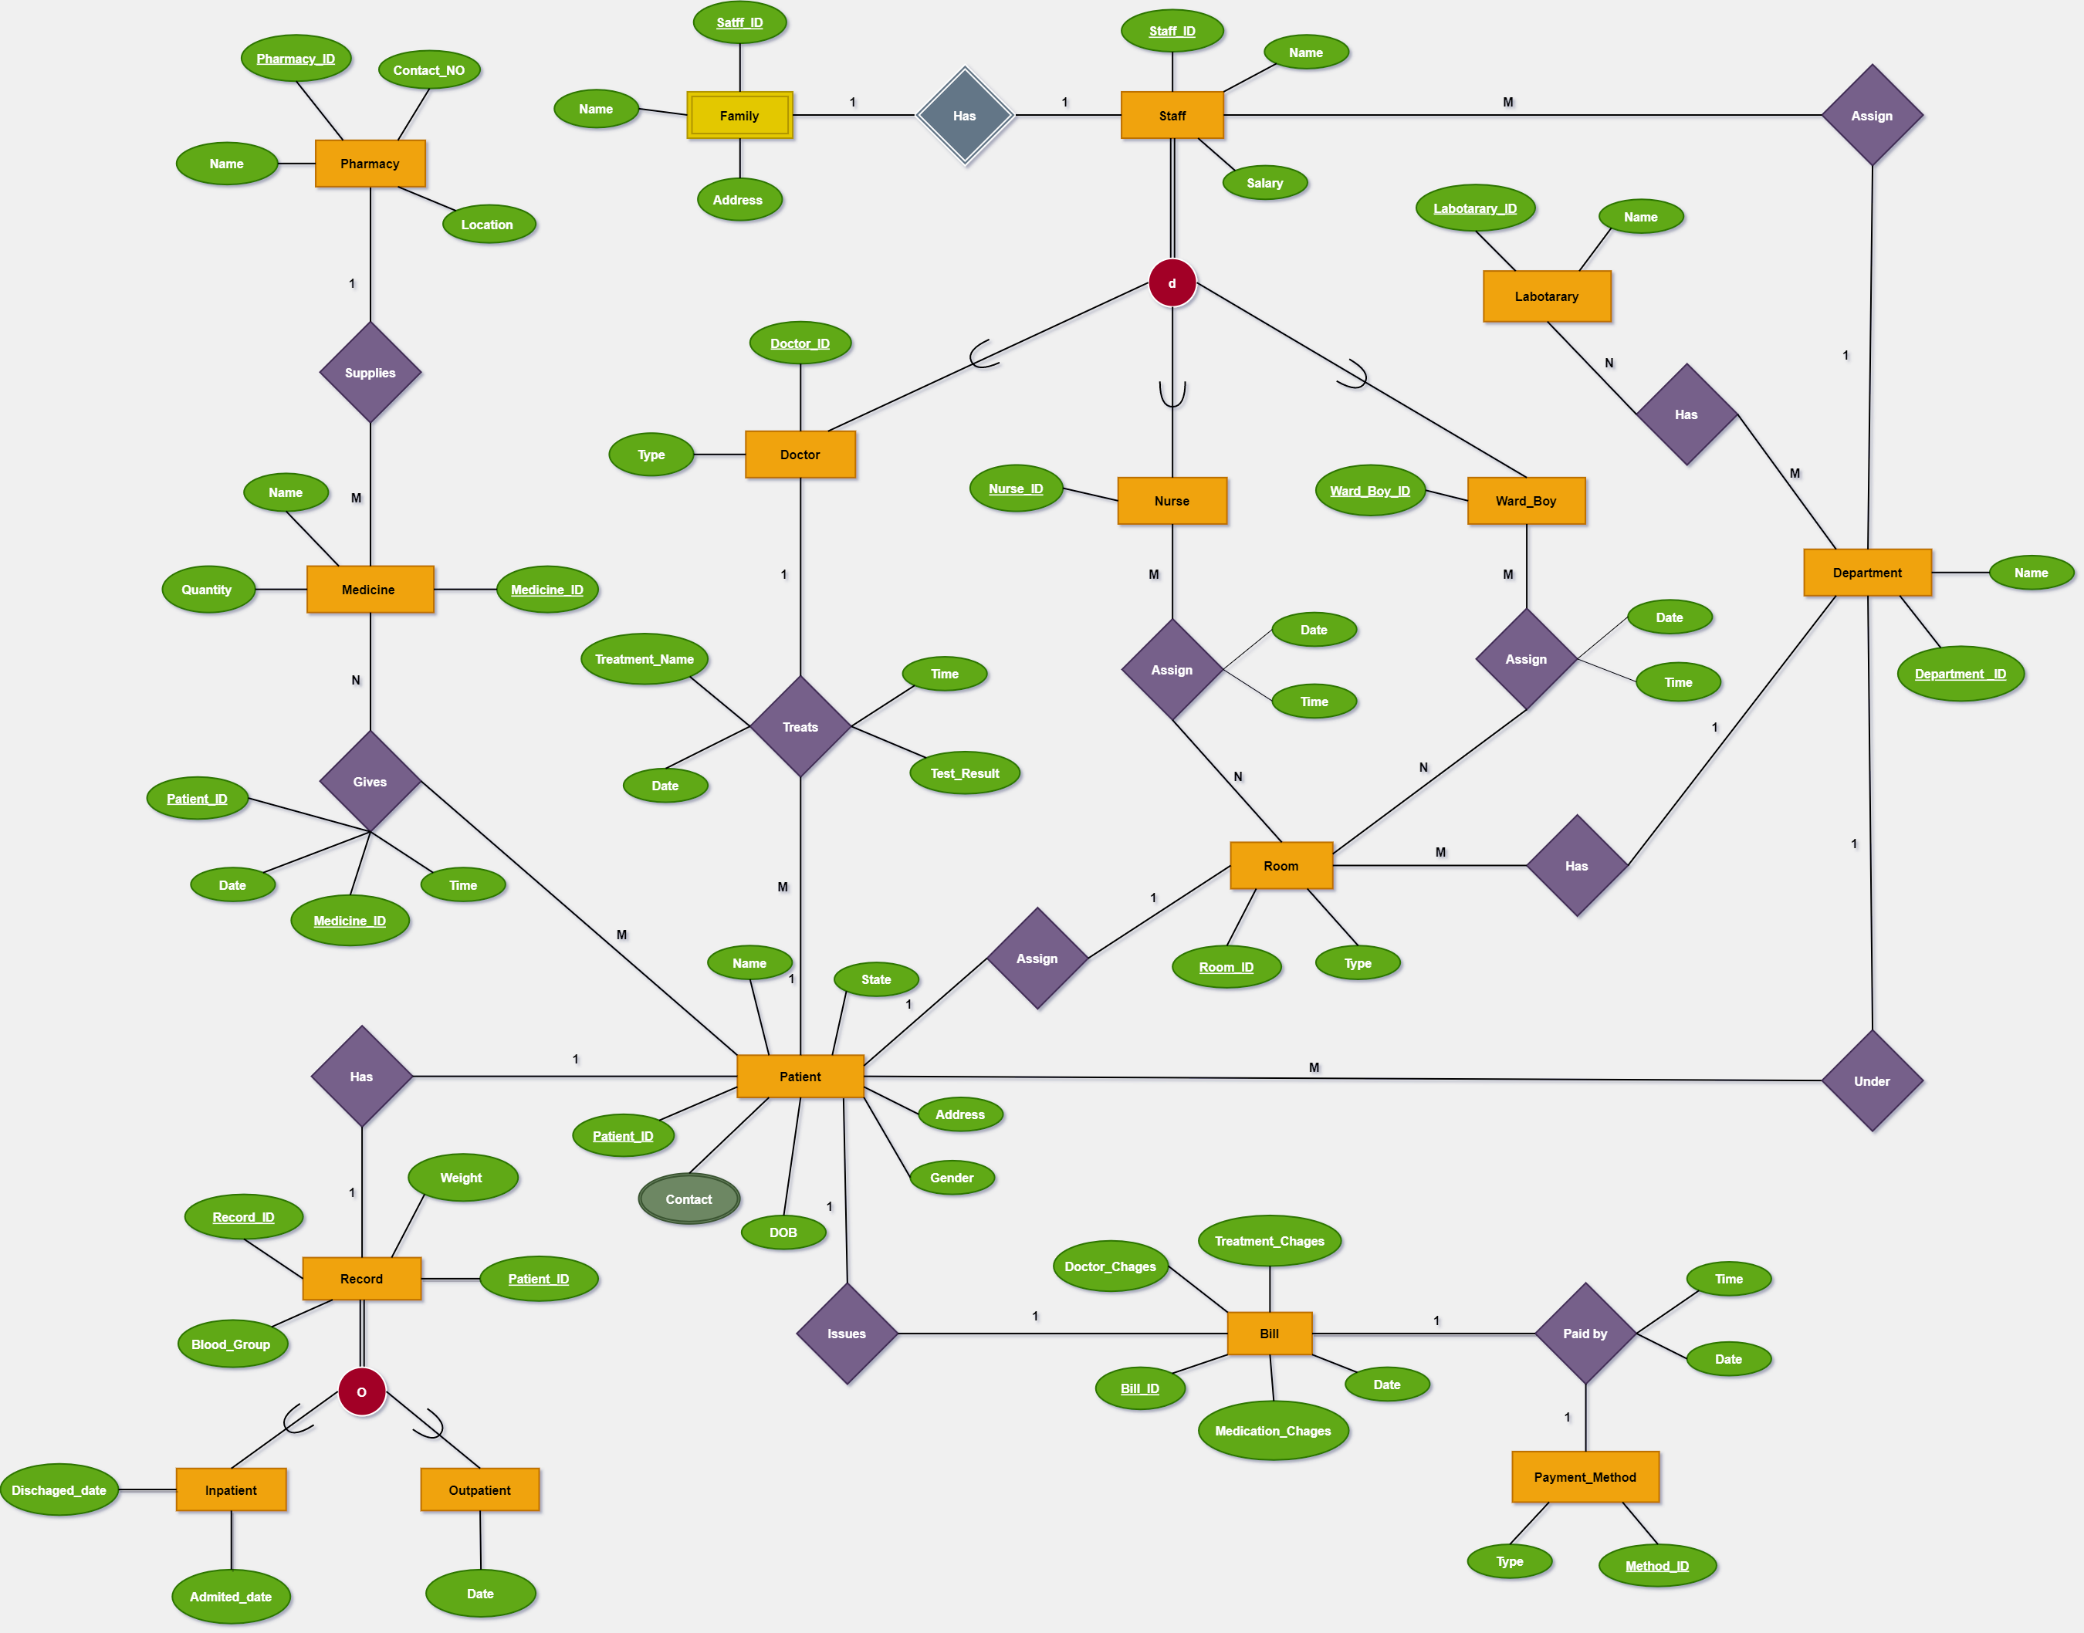 Satff_ID
Staff_ID
Pharmacy_ID
Contact_NO
Name
Name
Family
1
Has
1
Staff
M
Assign
Name
Pharmacy
Address
Salary
Labotarary_ID
Name
Location
1
d
Labotarary
Doctor_ID
1
N
Supplies
Has
Type
Doctor
M
Name
M
Nurse_ID
Nurse
Ward_Boy_ID
Ward_Boy
Quantity
Medicine
Medicine_ID
1
M
M
Department
Name
Date
Date
N
Treatment_Name
Time
Assign
Assign
Time
Department_ID
Time
Treats
1
Gives
Date
Test_Result
N
N
Patient_ID
Date
Time
Medicine_ID
M
M
1
Room
M
Has
1
Name
1
State
Assign
Room_ID
Type
1
Has
1
Patient
M
Under
Patient_ID
Address
Weight
Gender
1
Contact
1
Record_ID
DOB
Record
Patient_ID
Doctor_Chages
Treatment_Chages
Time
Blood_Group
Issues
1
Bill
1
Paid by
Date
O
Bill_ID
Date
1
Medication_Chages
Dischaged_date
Inpatient
Outpatient
Payment_Method
Type
Method_ID
Admited_date
Date